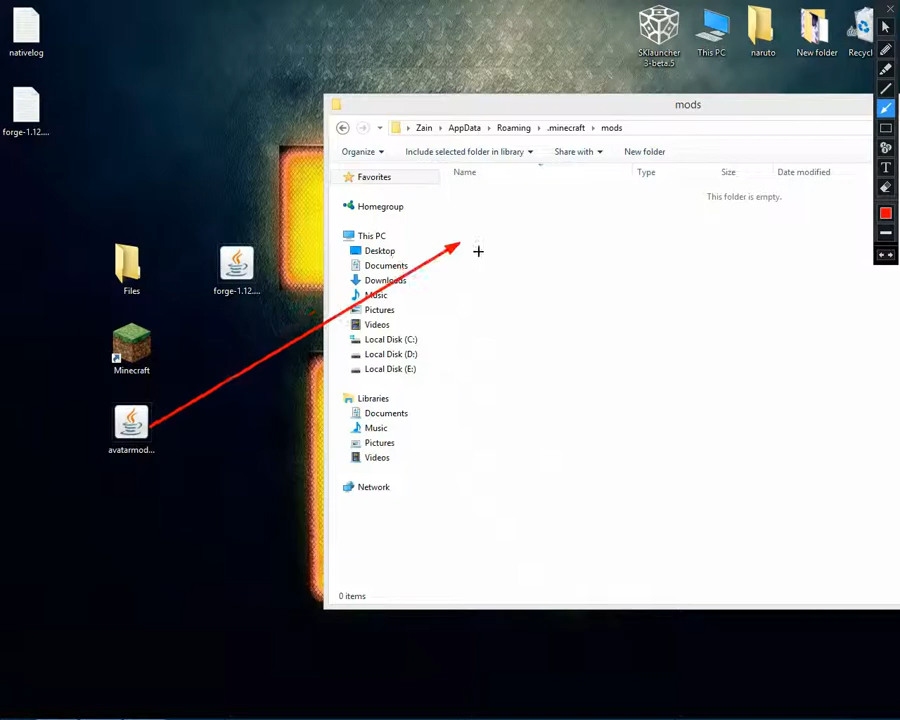 nativelog
forge-1.12....
Files
forge-1.12....
Minecraft
avatarmod...
SKlauncher
3-beta.5
This PC
naruto
New folder
Recyc
mods
Zain
AppData
Roaming
.minecraft
mods
Organize
Include selected folder in library
Share with
New folder
Name
Type
Size
Date modified
This folder is empty.
Favorites
Homegroup
This PC
Desktop
Documents
Downloads
Music
Pictures
Videos
Local Disk (C:)
Local Disk (D:)
Local Disk (E:)
Libraries
Documents
Music
Pictures
Videos
Network
0 items
T